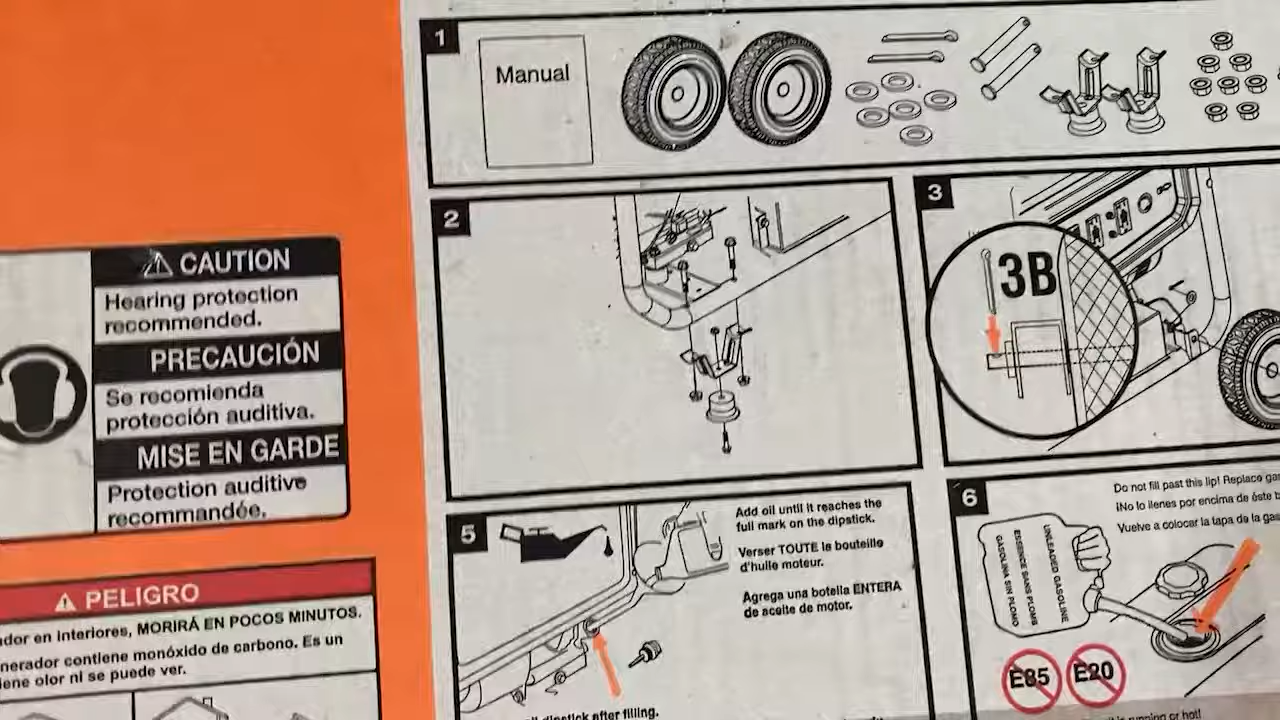 CAUTION
Hearing protection
recommended.
PRECAUCIÓN
Se recomienda
protección auditiva.
MISE EN GARDE
Protection auditive
recommandée.
PELIGRO
en interiores, MORIRÁ EN POCOS MINUTOS.
contiene monóxido de carbono. Es un
olor ni se puede ver.
1
Manual
2
3
3B
5
Add oil until it reaches the
full mark on the dipstick.
Verser TOUTE la bouteille
d'huile moteur.
Agrega una botella ENTERA
de aceite de motor.
dipstick after filling.
6
Do not fill past this lip! Replace
¡No lo llenes por encima de éste
Vuelve a colocar la tapa de la
UNLEADED GASOLINE
ESSENCE SANS PLOMB
GASOLINA SIN PLOMO
E85
E20
running or hot!